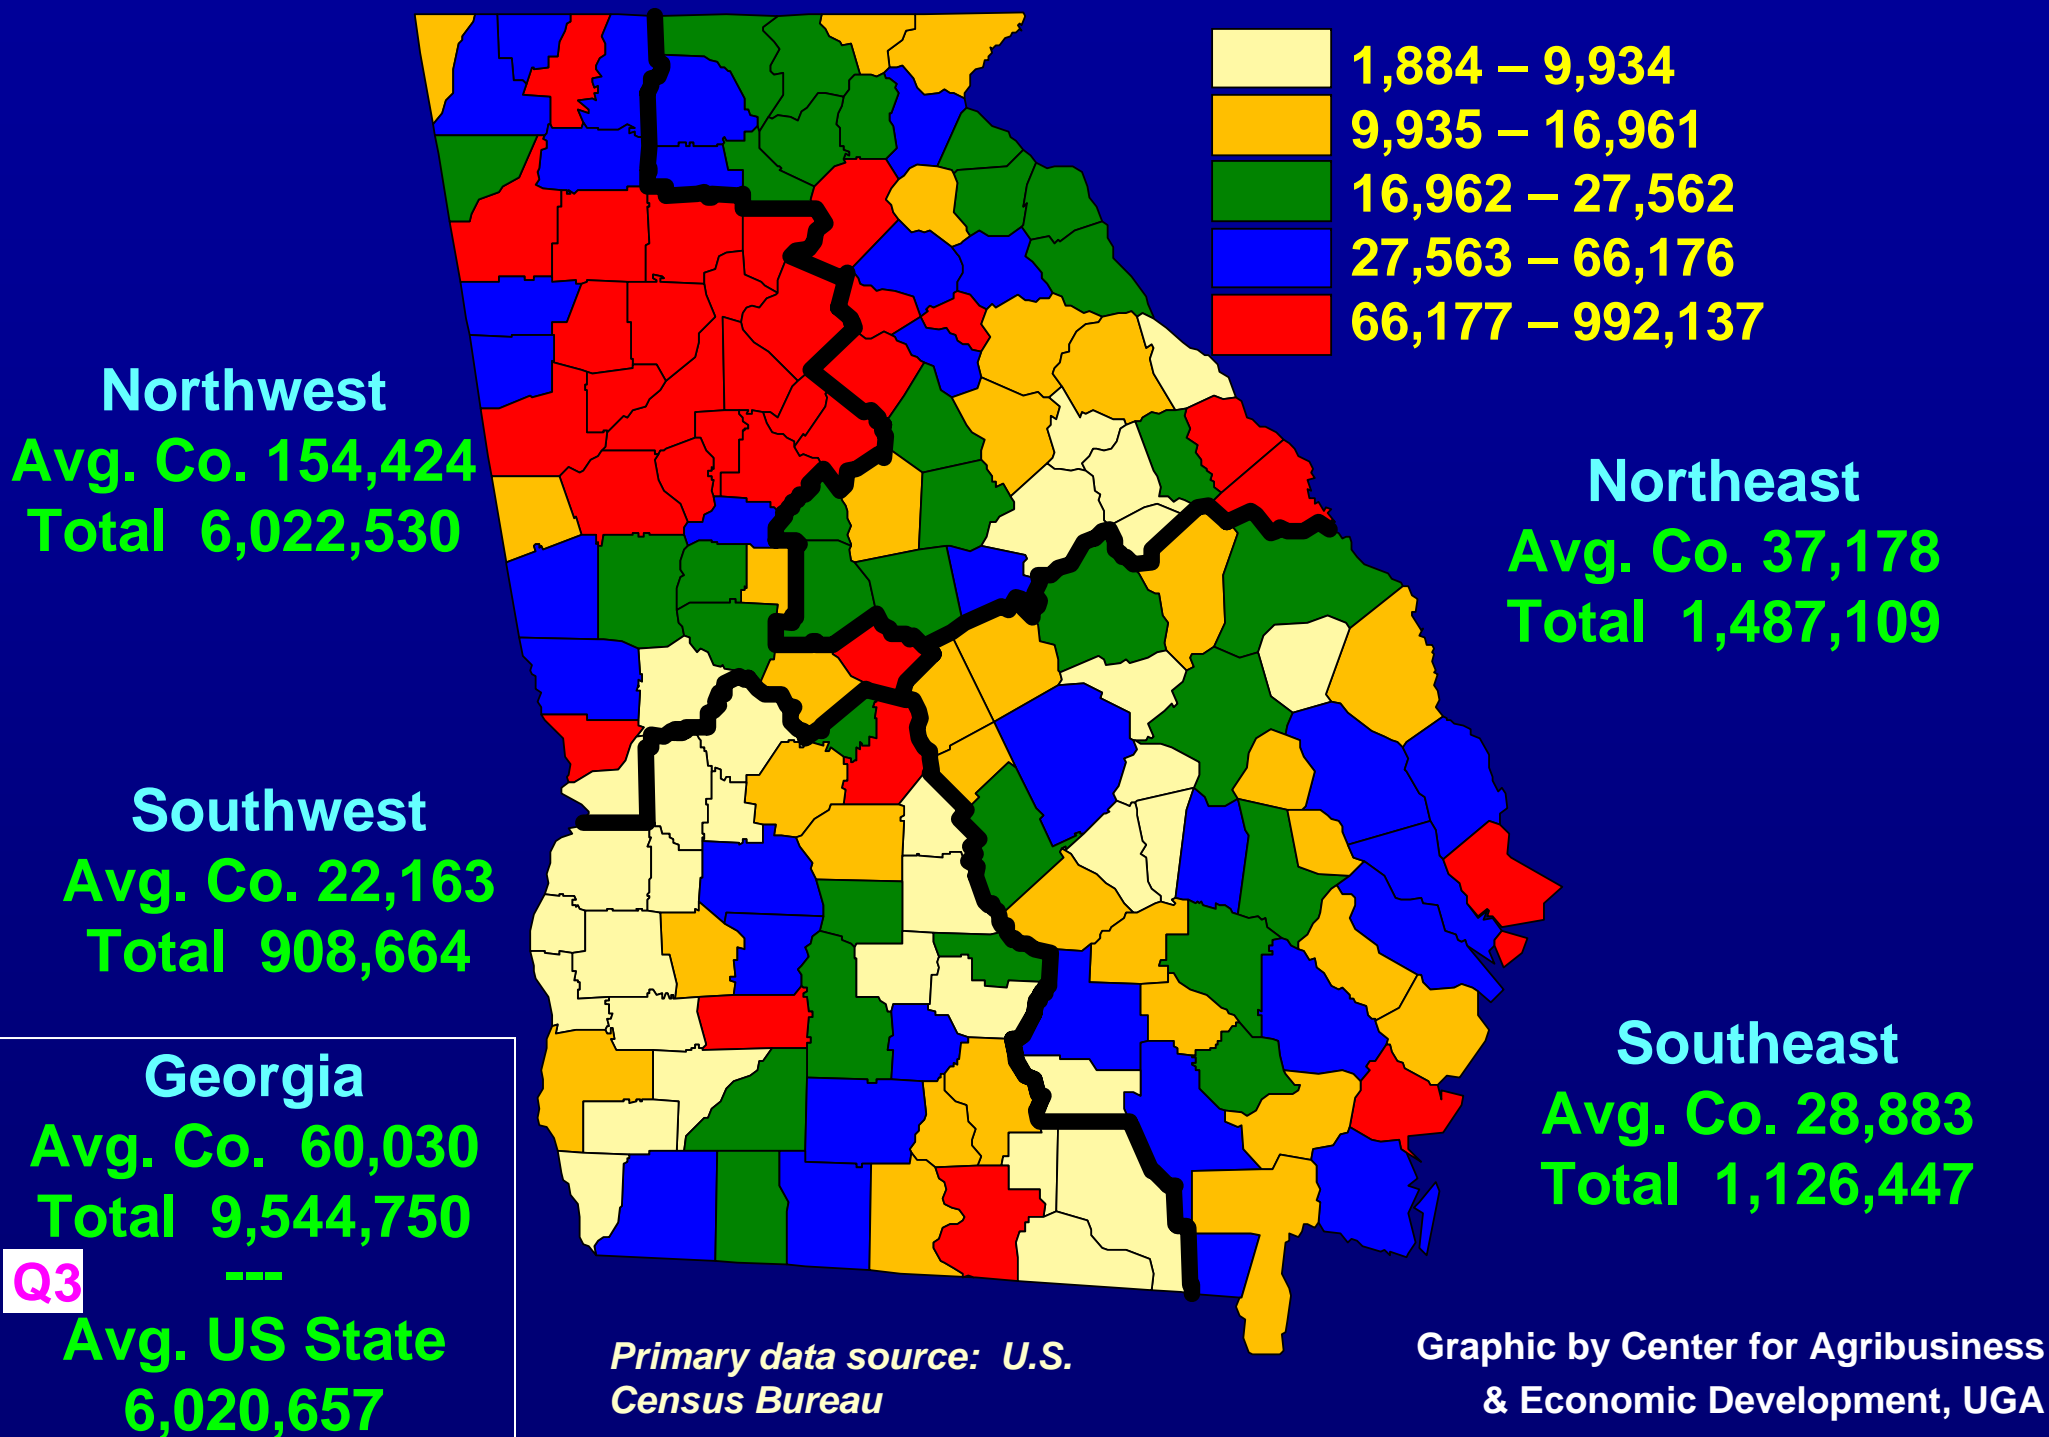 1,884 – 9,934
9,935 – 16,961
16,962 – 27,562
27,563 – 66,176
66,177 – 992,137
Northwest
Avg. Co. 154,424
Total  6,022,530
Northeast
Avg. Co. 37,178
Total  1,487,109
Southwest
Avg. Co. 22,163
Total  908,664
Southeast
Avg. Co. 28,883
Total  1,126,447
Georgia
Avg. Co.  60,030
Total  9,544,750
---
Q3
Avg. US State
6,020,657
Primary data source:  U.S.
Census Bureau
Graphic by Center for Agribusiness
& Economic Development, UGA